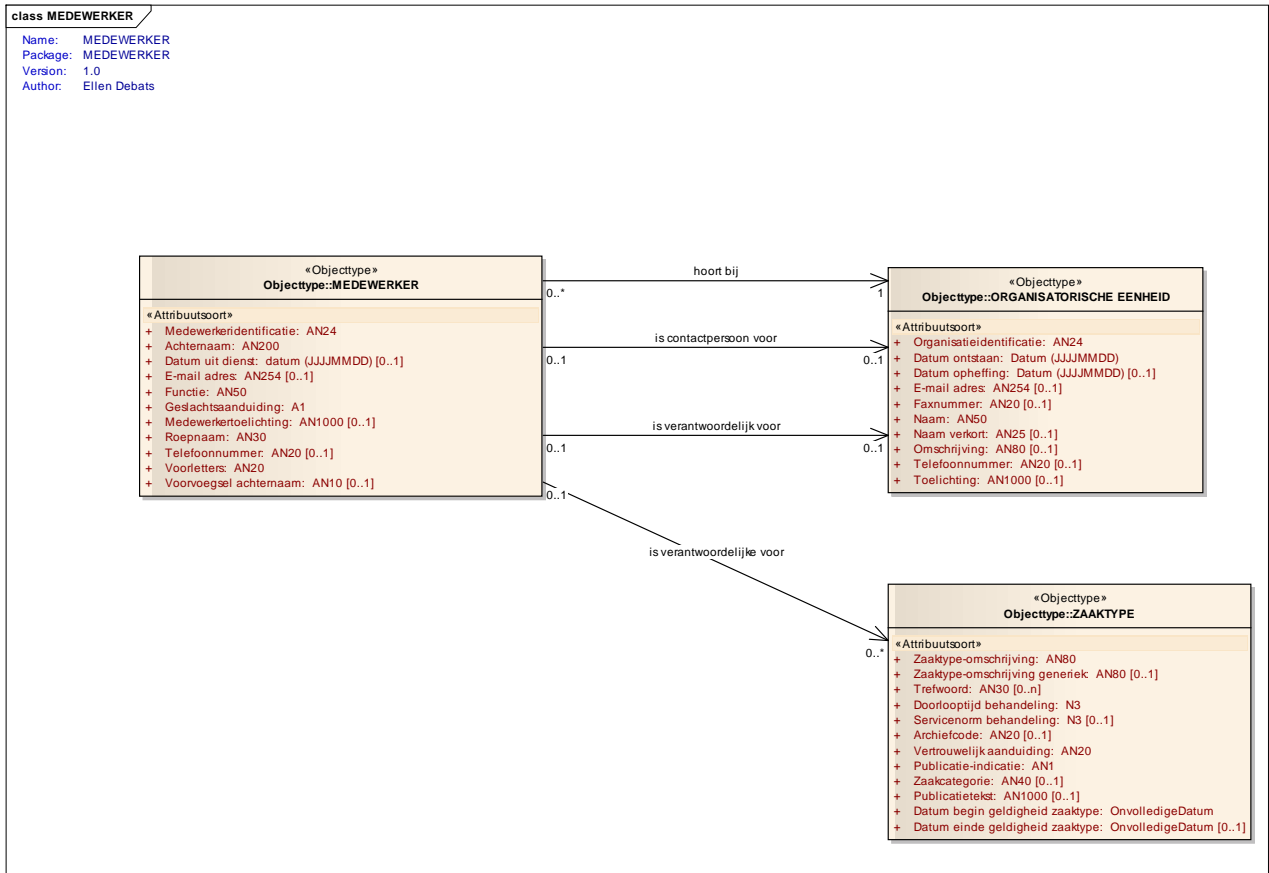 class MEDEWERKER
Name: MEDEWERKER
Package: MEDEWERKER
Version: 1.0
Author: Ellen Debats
«Objecttype»
Objecttype::MEDEWERKER
«Attribuutsoort»
+ Medewerkeridentificatie: AN24
+ Achternaam: AN200
+ Datum uit dienst: datum (JJJJMMDD) [0..1]
+ E-mail adres: AN254 [0..1]
+ Functie: AN50
+ Geslachtsaanduiding: A1
+ Medewerkertoelichting: AN1000 [0..1]
+ Roepnaam: AN30
+ Telefoonnummer: AN20 [0..1]
+ Voorletters: AN20
+ Voorvoegsel achternaam: AN10 [0..1]
hoort bij
0..*
1
is contactpersoon voor
0..1
0..1
is verantwoordelijk voor
0..1
0..1
«Objecttype»
Objecttype::ORGANISATORISCHE EENHEID
«Attribuutsoort»
+ Organisatieidentificatie: AN24
+ Datum ontstaan: Datum (JJJJMMDD)
+ Datum opheffing: Datum (JJJJMMDD) [0..1]
+ E-mail adres: AN254 [0..1]
+ Faxnummer: AN20 [0..1]
+ Naam: AN50
+ Naam verkort: AN25 [0..1]
+ Omschrijving: AN80 [0..1]
+ Telefoonnummer: AN20 [0..1]
+ Toelichting: AN1000 [0..1]
0..1
is verantwoordelijke voor
0..*
«Objecttype»
Objecttype::ZAAKTYPE
«Attribuutsoort»
+ Zaaktype-omschrijving: AN80
+ Zaaktype-omschrijving generiek: AN80 [0..1]
+ Trefwoord: AN30 [0..n]
+ Doorlooptijd behandeling: N3
+ Servicenorm behandeling: N3 [0..1]
+ Archiefcode: AN20 [0..1]
+ Vertrouwelijk aanduiding: AN20
+ Publicatie-indicatie: AN1
+ Zaakcategorie: AN40 [0..1]
+ Publicatietekst: AN1000 [0..1]
+ Datum begin geldigheid zaaktype: OnvolledigeDatum
+ Datum einde geldigheid zaaktype: OnvolledigeDatum [0..1]